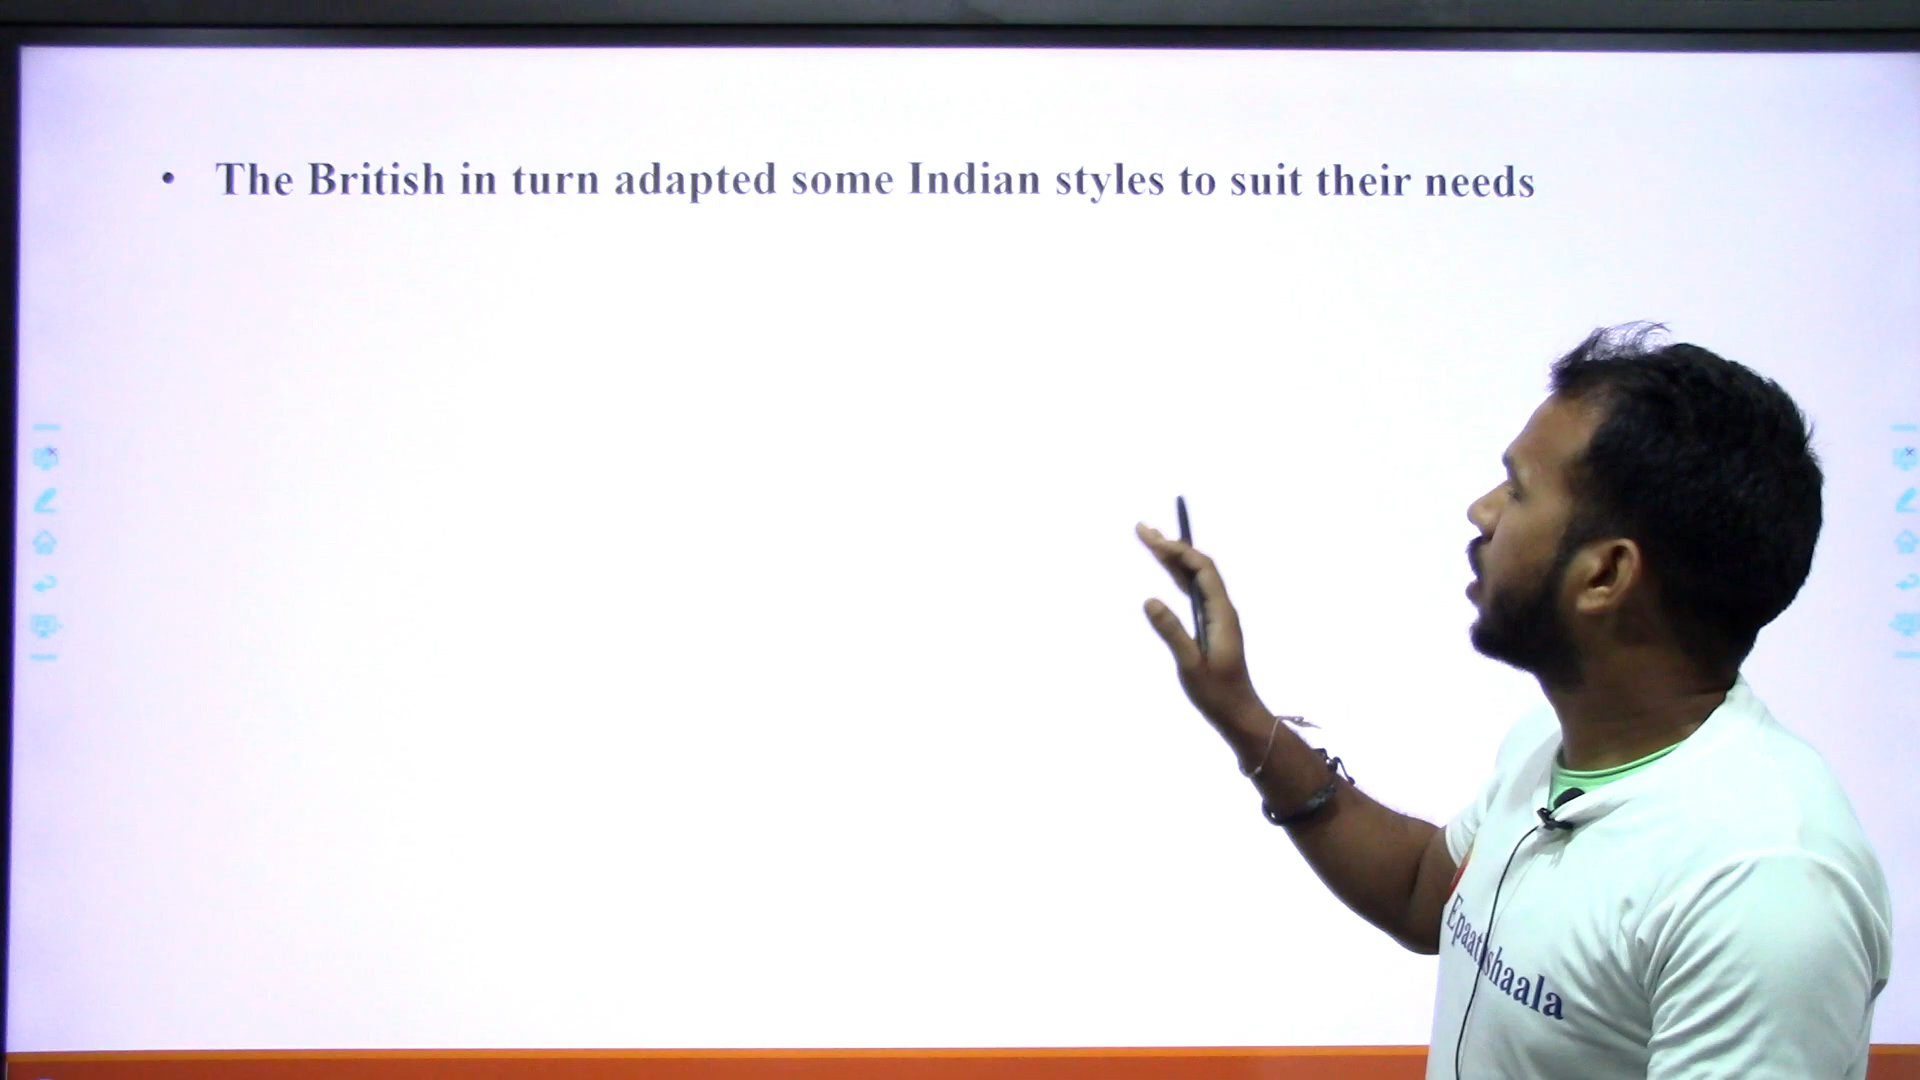 • The British in turn adapted some Indian styles to suit their needs
Epaathshaala